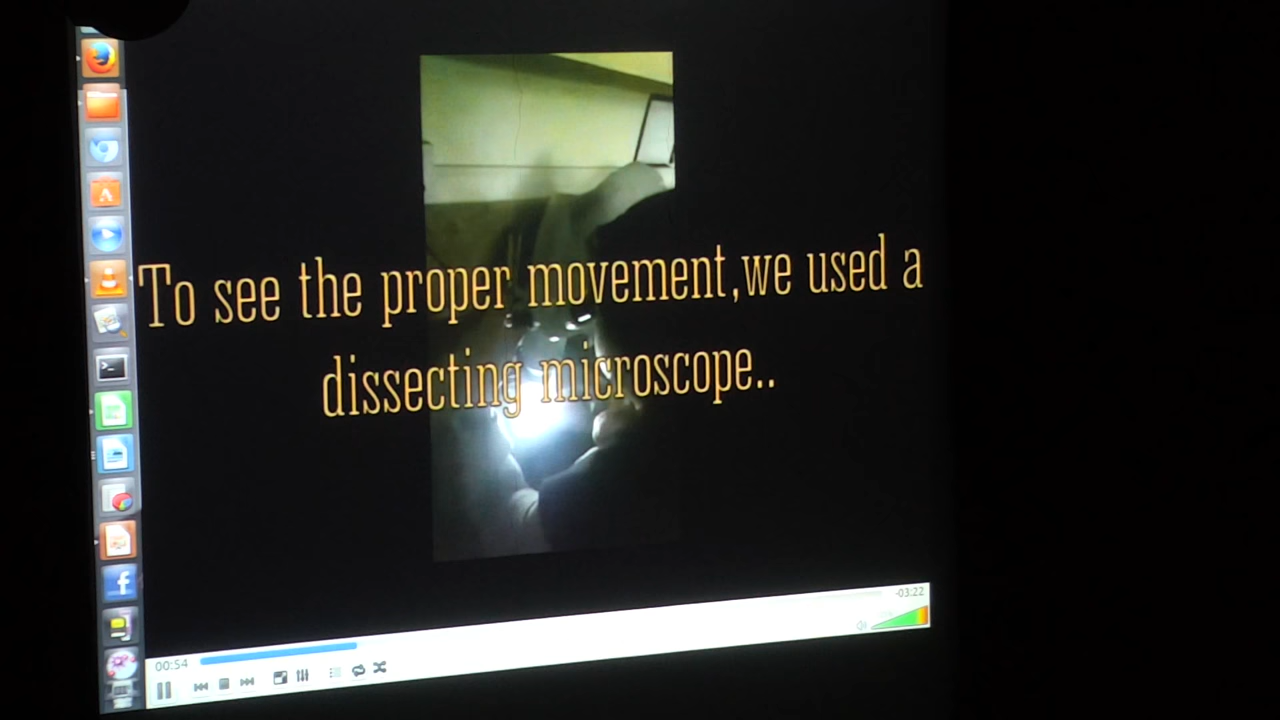 To see the proper movement,we used a
dissecting microscope..
-03:22
00:54